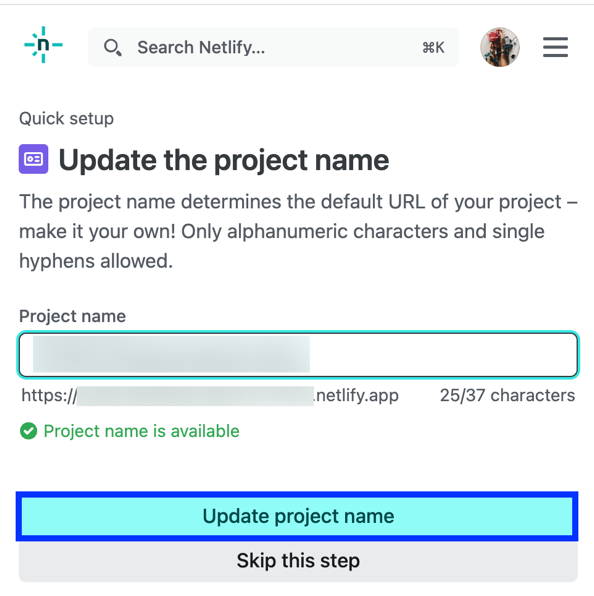 n
Search Netlify... ⌘K
Quick setup
Update the project name
The project name determines the default URL of your project –
make it your own! Only alphanumeric characters and single
hyphens allowed.
Project name
https:// .netlify.app 25/37 characters
Project name is available
Update project name
Skip this step